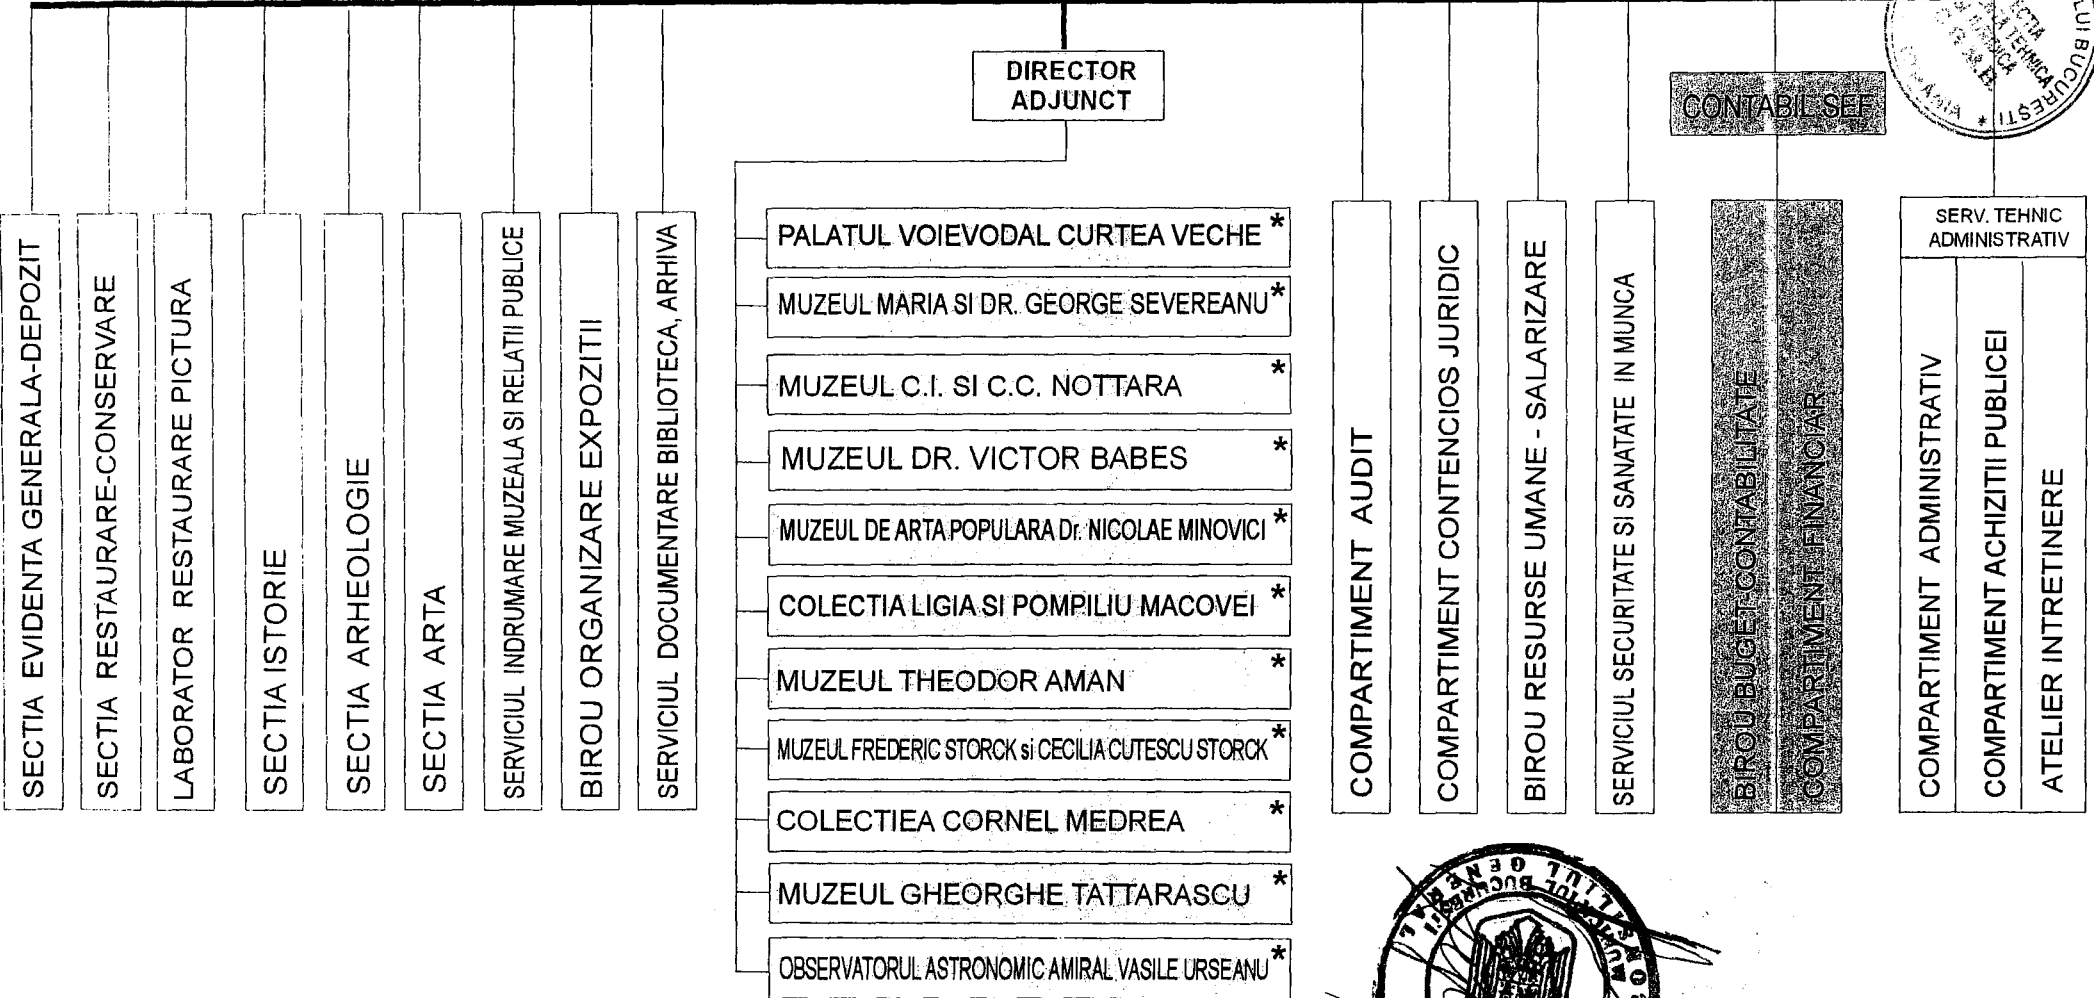 DIRECTOR
ADJUNCT
CONTABIL SEF
LUI BUCUREȘTI *
SECTIA EVIDENTA GENERALA-DEPOZIT
SECTIA RESTAURARE-CONSERVARE
LABORATOR RESTAURARE PICTURA
SECTIA ISTORIE
SECTIA ARHEOLOGIE
SECTIA ARTA
SERVICIUL INDRUMARE MUZEALA SI RELATII PUBLICE
BIROU ORGANIZARE EXPOZITII
SERVICIUL DOCUMENTARE BIBLIOTECA, ARHIVA
PALATUL VOIEVODAL CURTEA VECHE *
MUZEUL MARIA SI DR. GEORGE SEVEREANU *
MUZEUL C.I. SI C.C. NOTTARA *
MUZEUL DR. VICTOR BABES *
MUZEUL DE ARTA POPULARA Dr. NICOLAE MINOVICI *
COLECTIA LIGIA SI POMPILIU MACOVEI *
MUZEUL THEODOR AMAN *
MUZEUL FREDERIC STORCK si CECILIA CUTESCU STORCK *
COLECTIEA CORNEL MEDREA *
MUZEUL GHEORGHE TATTARASCU *
OBSERVATORUL ASTRONOMIC AMIRAL VASILE URSEANU *
COMPARTIMENT AUDIT
COMPARTIMENT CONTENCIOS JURIDIC
BIROU RESURSE UMANE - SALARIZARE
SERVICIUL SECURITATE SI SANATATE IN MUNCA
BIROU BUGET CONTABILITATE
COMPARTIMENT FINANCIAR
SERV. TEHNIC
ADMINISTRATIV
COMPARTIMENT ADMINISTRATIV
COMPARTIMENT ACHIZITII PUBLICEI
ATELIER INTRETINERE